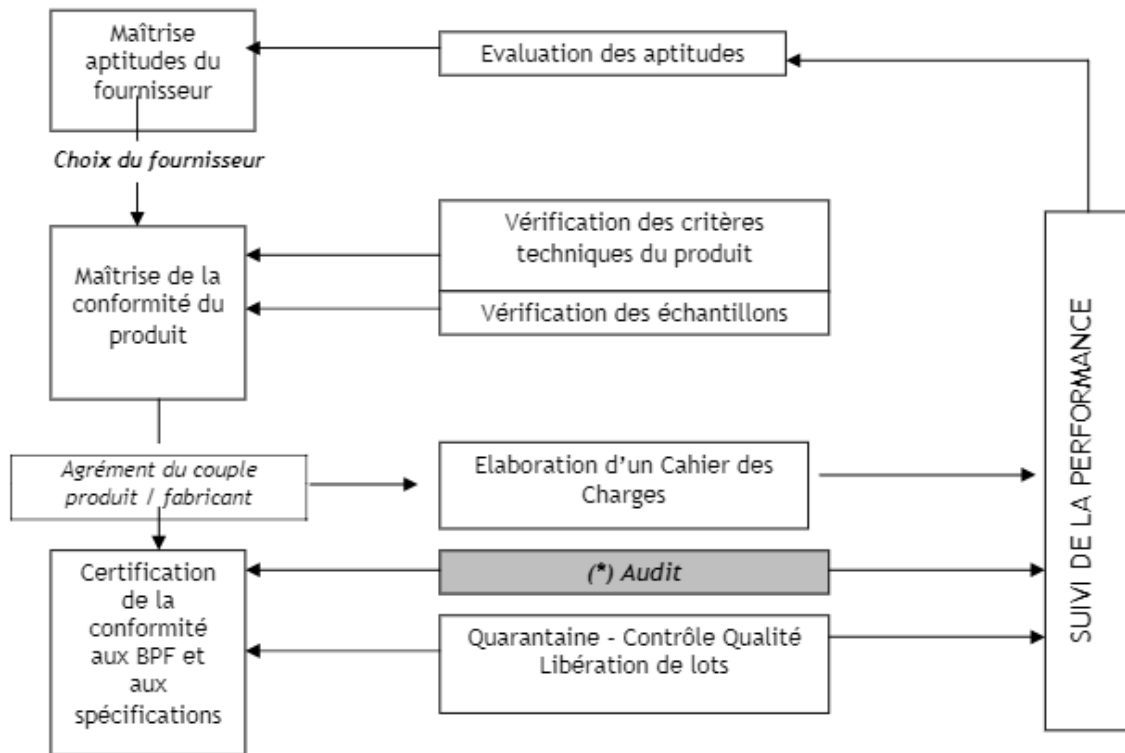 Maîtrise
aptitudes du
fournisseur
Evaluation des aptitudes
Choix du fournisseur
Vérification des critères
techniques du produit
Maîtrise de la
conformité du
produit
Vérification des échantillons
Agrément du couple
produit / fabricant
Elaboration d'un Cahier des
Charges
Certification
de la
conformité
aux BPF et
aux
spécifications
(*) Audit
Quarantaine - Contrôle Qualité
Libération de lots
SUIVI DE LA PERFORMANCE